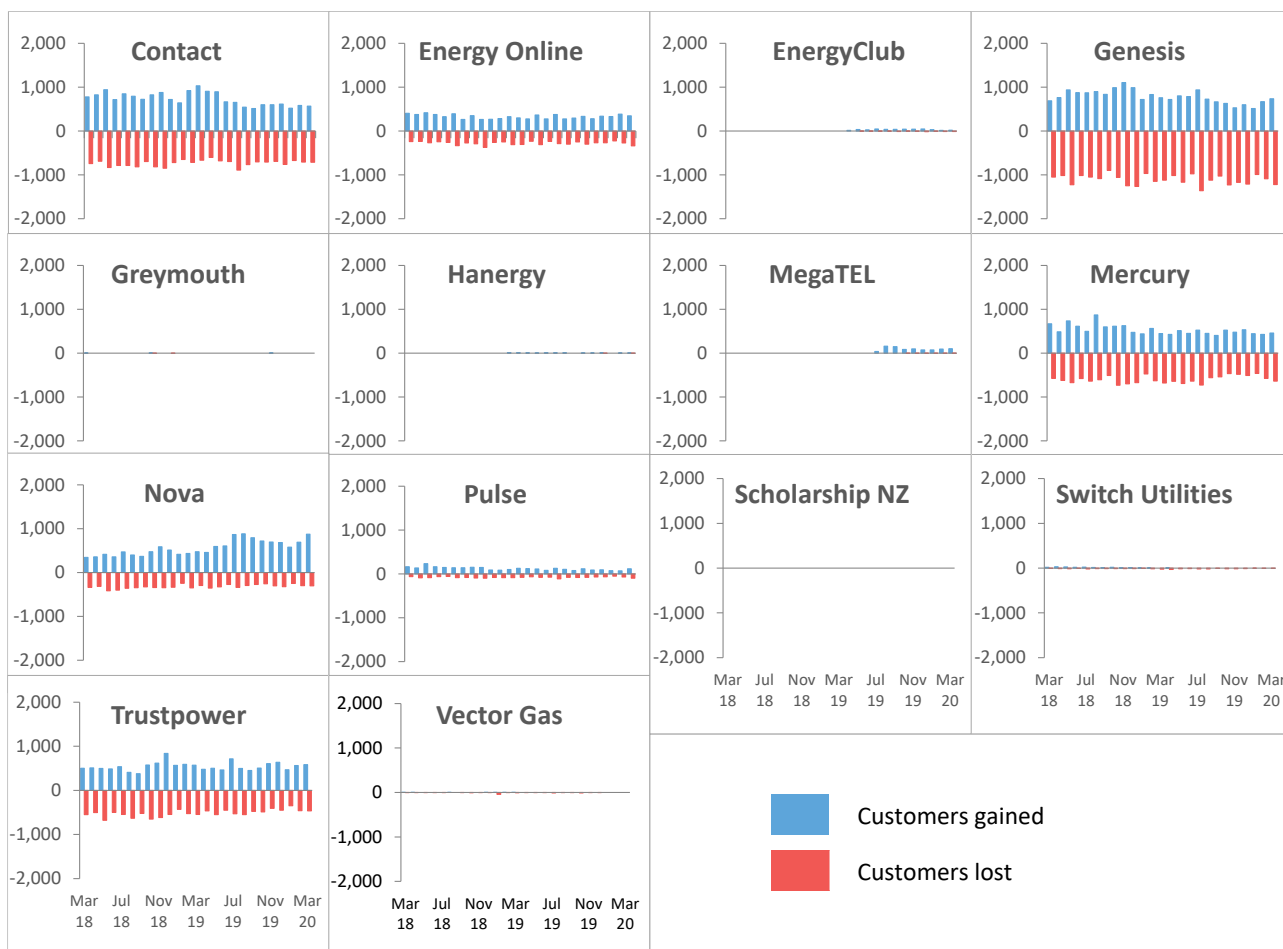 Contact
2,000
1,000
0
-1,000
-2,000
Energy Online
2,000
1,000
0
-1,000
-2,000
EnergyClub
2,000
1,000
0
-1,000
-2,000
Genesis
2,000
1,000
0
-1,000
-2,000
Greymouth
2,000
1,000
0
-1,000
-2,000
Hanergy
2,000
1,000
0
-1,000
-2,000
MegaTEL
2,000
1,000
0
-1,000
-2,000
Mercury
2,000
1,000
0
-1,000
-2,000
Nova
2,000
1,000
0
-1,000
-2,000
Pulse
2,000
1,000
0
-1,000
-2,000
Scholarship NZ
2,000
1,000
0
-1,000
-2,000
Mar Jul Nov Mar Jul Nov Mar
18 18 18 19 19 19 20
Switch Utilities
2,000
1,000
0
-1,000
-2,000
Mar Jul Nov Mar Jul Nov Mar
18 18 18 19 19 19 20
Trustpower
2,000
1,000
0
-1,000
-2,000
Mar Jul Nov Mar Jul Nov Mar
18 18 18 19 19 19 20
Vector Gas
2,000
1,000
0
-1,000
-2,000
Mar Jul Nov Mar Jul Nov Mar
18 18 18 19 19 19 20
Customers gained
Customers lost